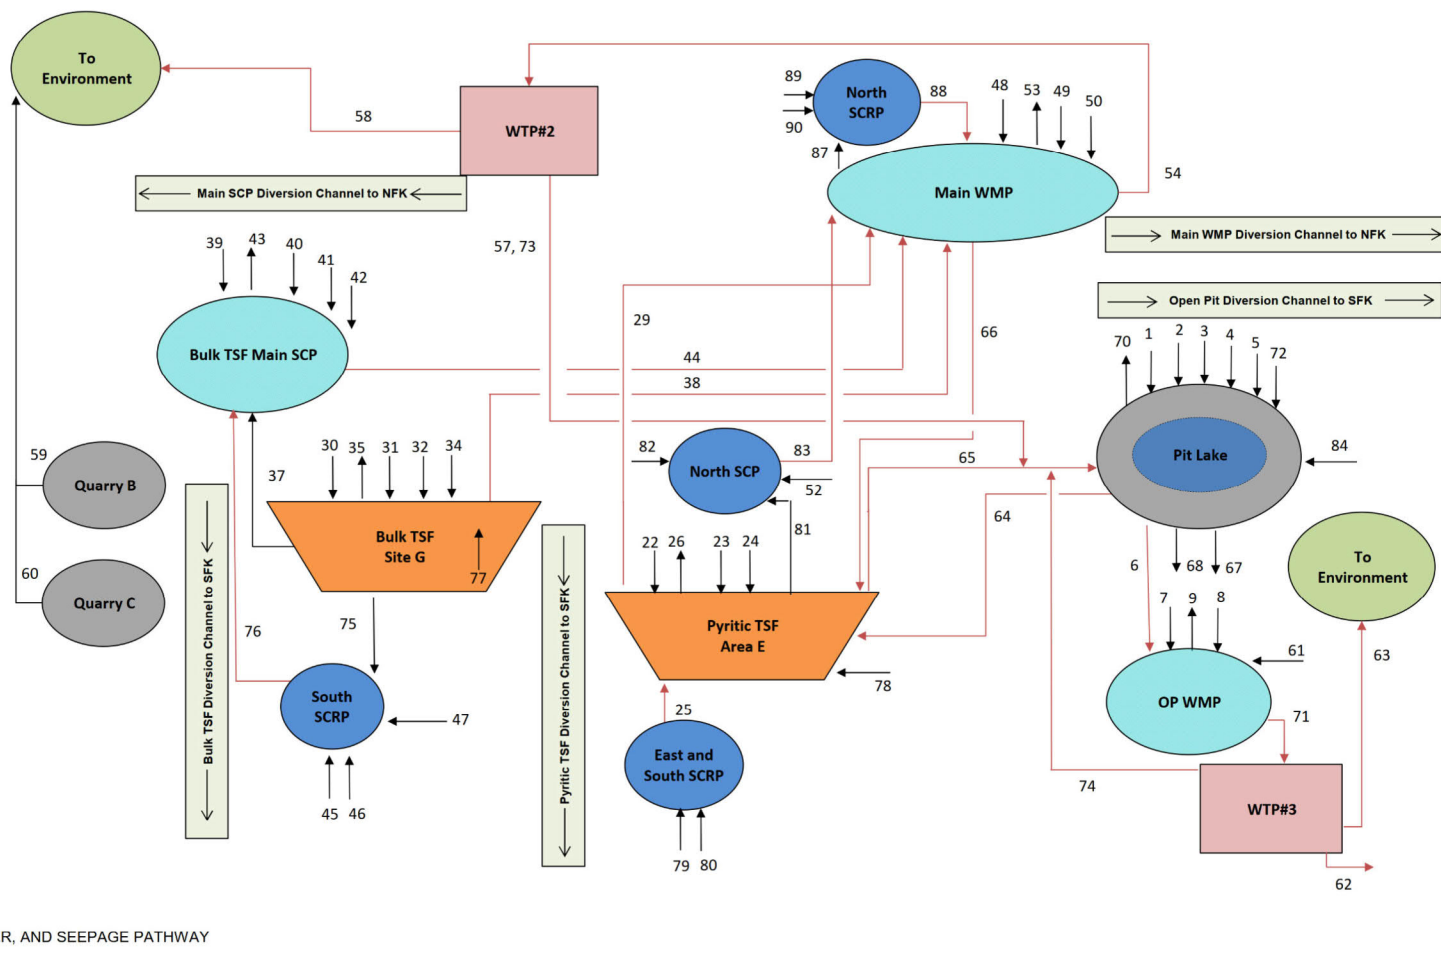 To
Environment
58
WTP#2
89
90
87
North
SCRP
88
48
53
49
50
Main WMP
54
Main SCP Diversion Channel to NFK
57, 73
Main WMP Diversion Channel to NFK
Open Pit Diversion Channel to SFK
39
43
40
41
42
Bulk TSF Main SCP
29
66
44
38
70
1
2
3
4
5
72
Pit Lake
84
59
Quarry B
60
Quarry C
37
30
35
31
32
34
Bulk TSF
Site G
77
82
North SCP
83
52
81
65
64
Bulk TSF Diversion Channel to SFK
Pyritic TSF Diversion Channel to SFK
76
75
South
SCRP
47
45
46
22
26
23
24
Pyritic TSF
Area E
78
25
East and
South SCRP
79
80
6
68
67
7
9
8
61
OP WMP
71
To
Environment
63
74
WTP#3
62
R, AND SEEPAGE PATHWAY